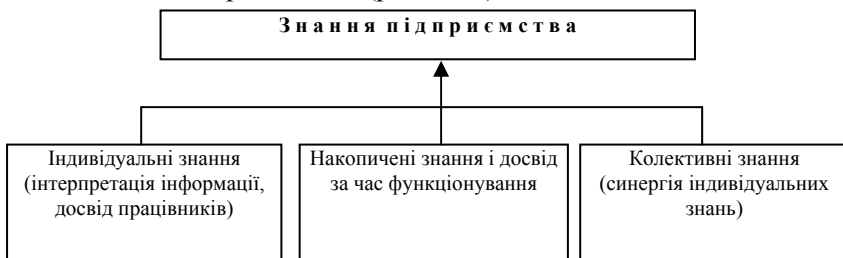 Знання підприємства
Індивідуальні знання
(інтерпретація інформації,
досвід працівників)
Накопичені знання і досвід
за час функціонування
Колективні знання
(синергія індивідуальних
знань)